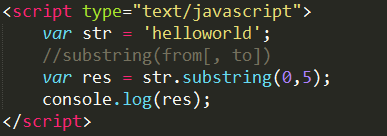 <script type="text/javascript">
    var str = 'helloworld';
    //substring(from[, to])
    var res = str.substring(0,5);
    console.log(res);
</script>